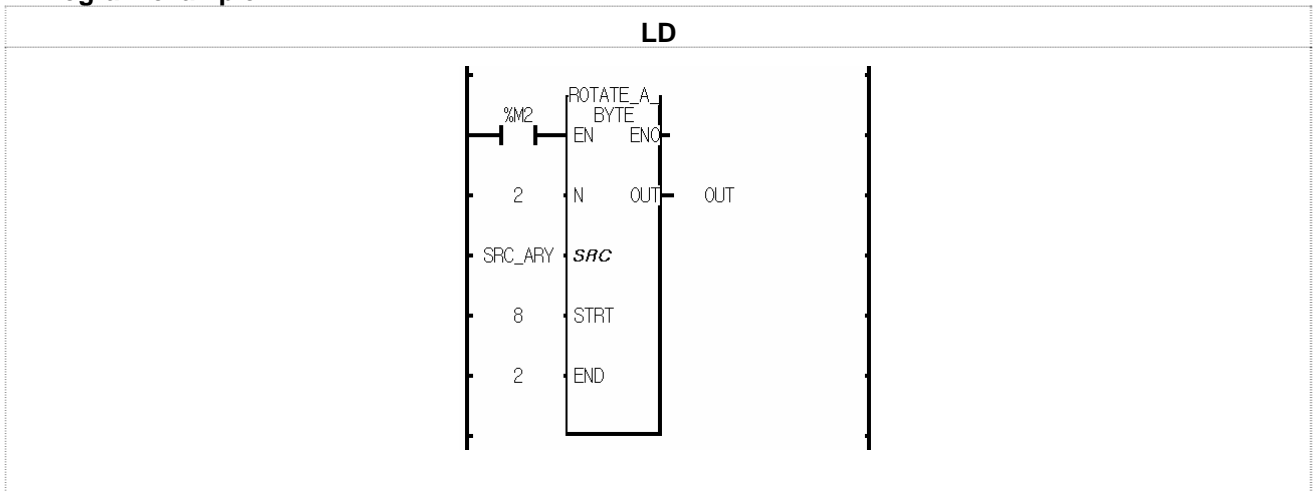 LD
ROTATE_A_
BYTE
%M2
EN ENO
2 N OUT OUT
SRC_ARY SRC
8 STRT
2 END